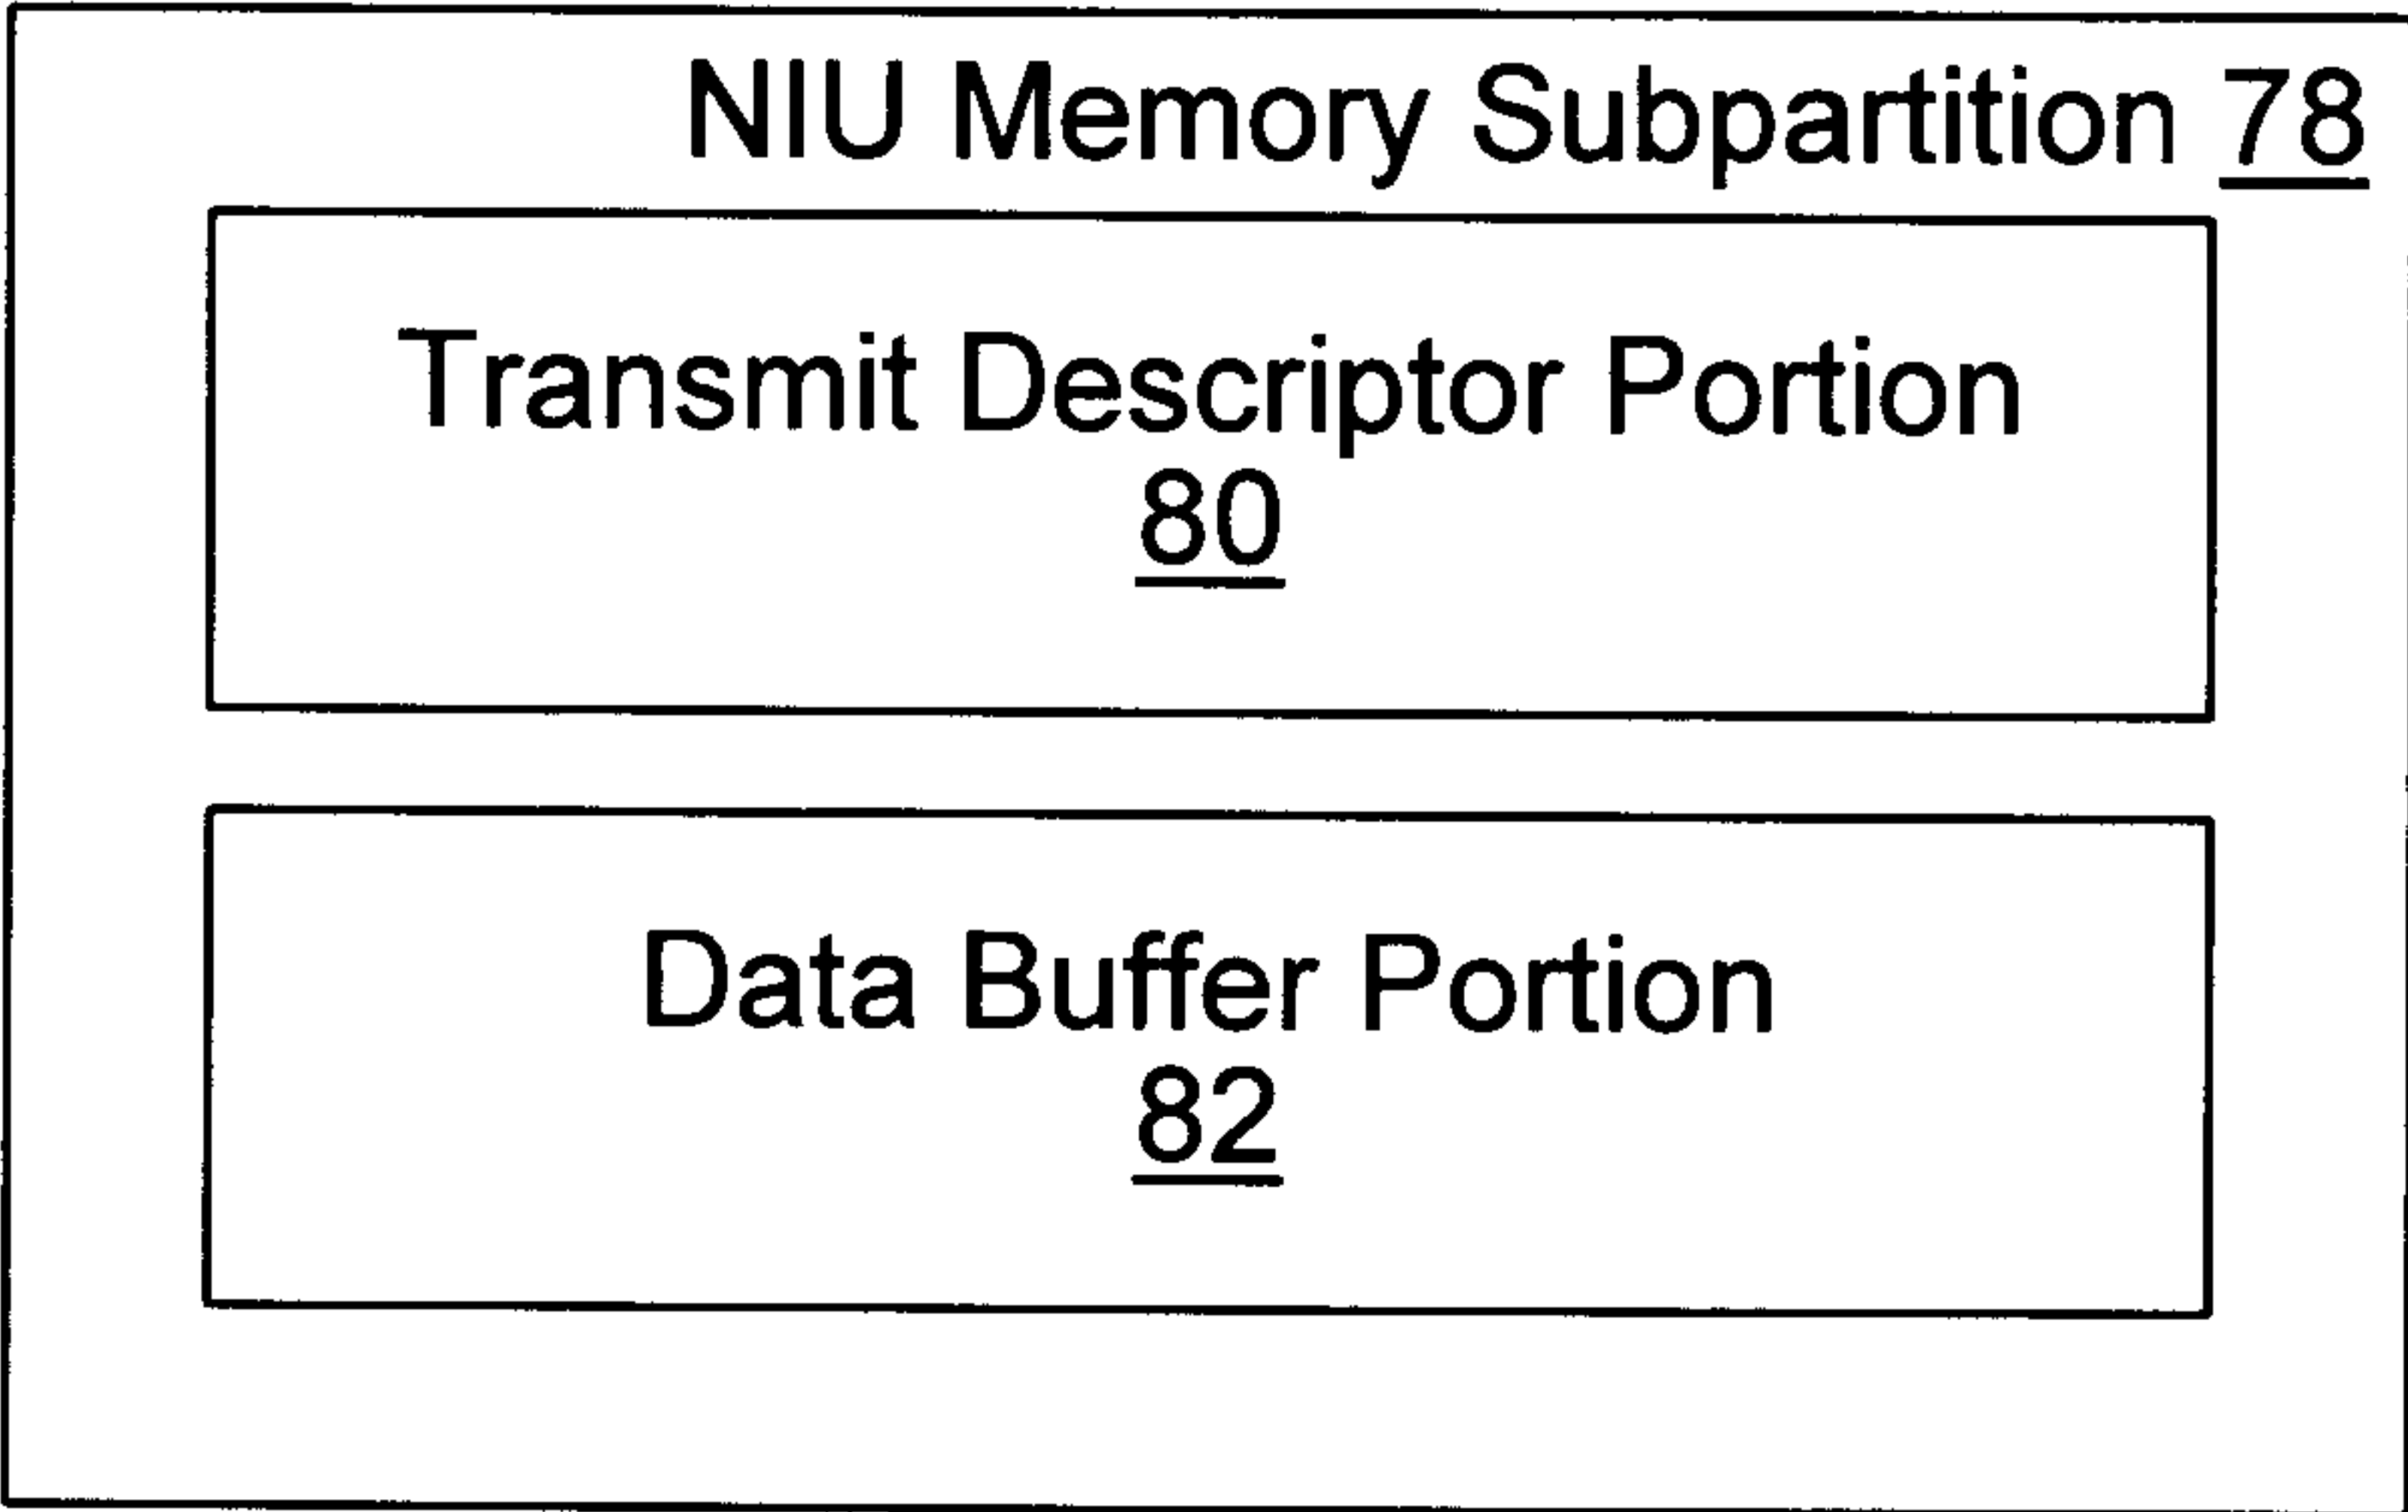 NIU Memory Subpartition 78
Transmit Descriptor Portion
80
Data Buffer Portion
82